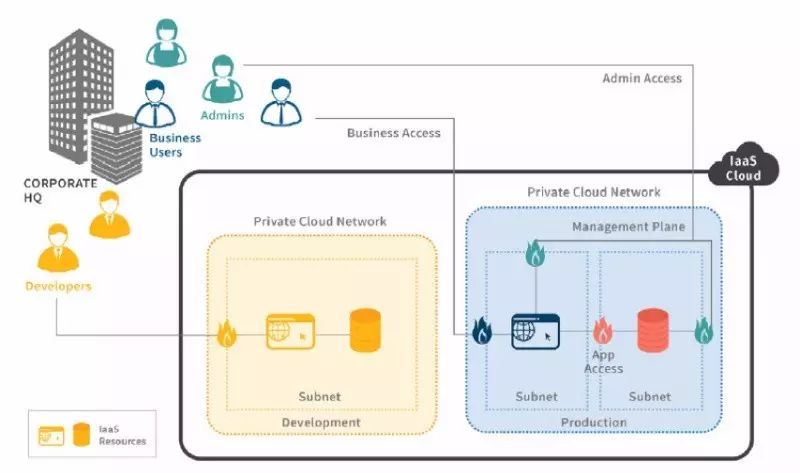 Admin Access
Admins
Business
Users
Business Access
IaaS
Cloud
CORPORATE
HQ
Private Cloud Network
Private Cloud Network
Management Plane
Developers
App
Access
Subnet
Subnet
Subnet
Development
Production
IaaS
Resources